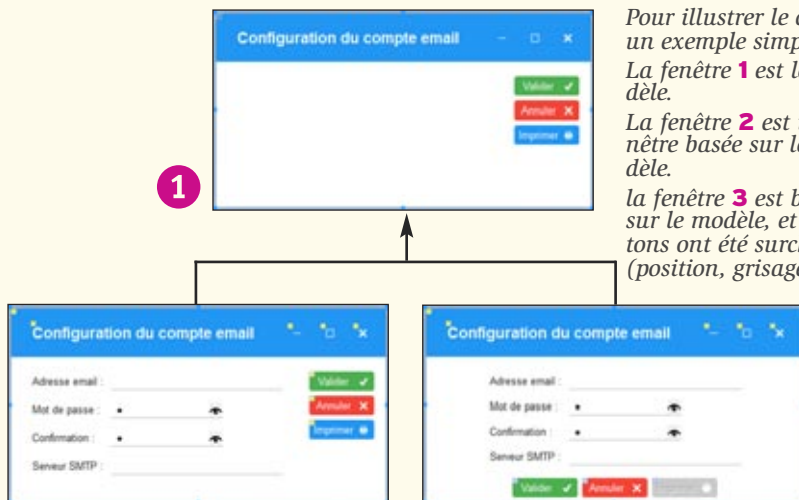 Configuration du compte email
Valider
Annuler
Imprimer
1
Pour illustrer le
un exemple simp
La fenêtre 1 est l
dèle.
La fenêtre 2 est
nêtre basée sur l
dèle.
la fenêtre 3 est b
sur le modèle, et
tons ont été surc
(position, grisag
Configuration du compte email
Adresse email :
Mot de passe :
Confirmation :
Serveur SMTP :
Valider
Annuler
Imprimer
Configuration du compte email
Adresse email :
Mot de passe :
Confirmation :
Serveur SMTP :
Valider
Annuler